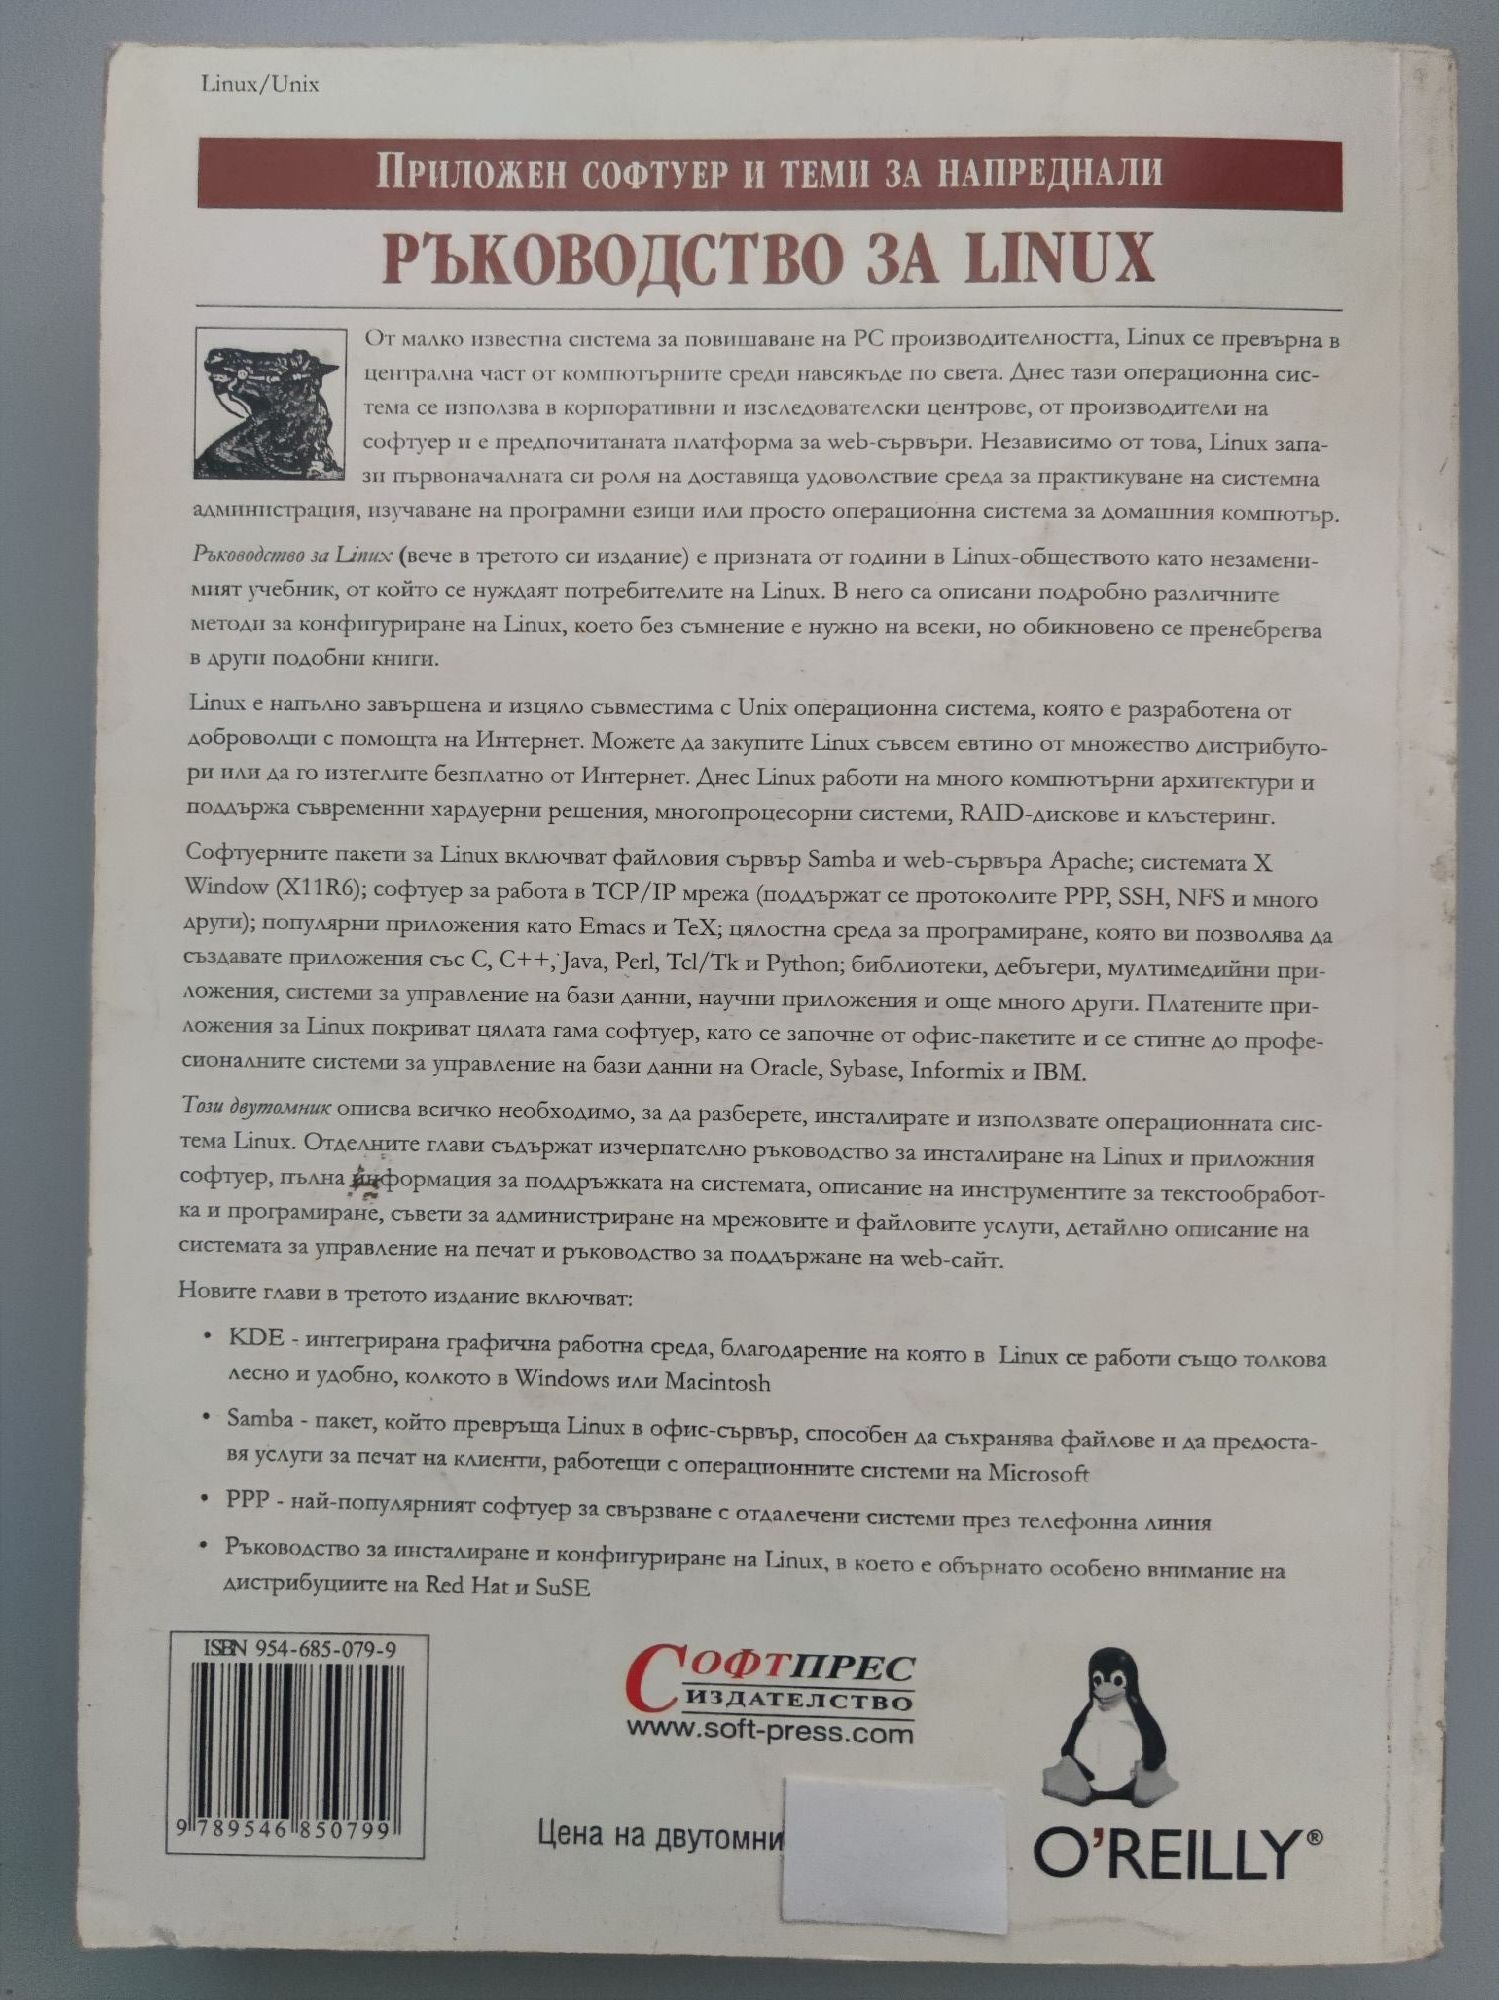 Linux/Unix
ПРИЛОЖЕН СОФТУЕР И ТЕМИ ЗА НАПРЕДНАЛИ
РЪКОВОДСТВО ЗА LINUX
От малко известна система за повишаване на PC производителността, Linux се превърна в
централна част от компютърните среди навсякъде по света. Днес тази операционна сис-
тема се използва в корпоративни и изследователски центрове, от производители на
софтуер и е предпочитаната платформа за web-сървъри. Независимо от това, Linux запа-
зи първоначалната си роля на доставяща удоволствие среда за практикуване на системна
администрация, изучаване на програмни езици или просто операционна система за домашния компютър.
Ръководство за Linux (вече в третото си издание) е призната от години в Linux-обществото като незамени-
мият учебник, от който се нуждаят потребителите на Linux. В него са описани подробно различните
методи за конфигуриране на Linux, което без съмнение е нужно на всеки, но обикновено се пренебрегва
в други подобни книги.
Linux е напълно завършена и изцяло съвместима с Unix операционна система, която е разработена от
доброволци с помощта на Интернет. Можете да закупите Linux съвсем евтино от множество дистрибуто-
ри или да го изтеглите безплатно от Интернет. Днес Linux работи на много компютърни архитектури и
поддържа съвременни хардуерни решения, многопроцесорни системи, RAID-дискове и клъстеринг.
Софтуерните пакети за Linux включват файловия сървър Samba и web-сървъра Apache; системата X
Window (X11R6); софтуер за работа в TCP/IP мрежа (поддържат се протоколите PPP, SSH, NFS и много
други); популярни приложения като Emacs и TeX; цялостна среда за програмиране, която ви позволява да
създавате приложения със C, C++, Java, Perl, Tcl/Tk и Python; библиотеки, дебъгери, мултимедийни при-
ложения, системи за управление на бази данни, научни приложения и още много други. Платените при-
ложения за Linux покриват цялата гама софтуер, като се започне от офис-пакетите и се стигне до профе-
сионалните системи за управление на бази данни на Oracle, Sybase, Informix и IBM.
Този двутомник описва всичко необходимо, за да разберете, инсталирате и използвате операционната сис-
тема Linux. Отделните глави съдържат изчерпателно ръководство за инсталиране на Linux и приложния
софтуер, пълна информация за поддръжката на системата, описание на инструментите за текстообработ-
ка и програмиране, съвети за администриране на мрежовите и файловите услуги, детайлно описание на
системата за управление на печат и ръководство за поддържане на web-сайт.
Новите глави в третото издание включват:
• KDE - интегрирана графична работна среда, благодарение на която в Linux се работи също толкова
лесно и удобно, колкото в Windows или Macintosh
• Samba - пакет, който превръща Linux в офис-сървър, способен да съхранява файлове и да предоста-
вя услуги за печат на клиенти, работещи с операционните системи на Microsoft
• PPP - най-популярният софтуер за свързване с отдалечени системи през телефонна линия
• Ръководство за инсталиране и конфигуриране на Linux, в което е обърнато особено внимание на
дистрибуциите на Red Hat и SuSE
ISBN 954-685-079-9
9 789546 850799
СОФТПРЕС
ИЗДАТЕЛСТВО
www.soft-press.com
Цена на двутомни
O'REILLY®